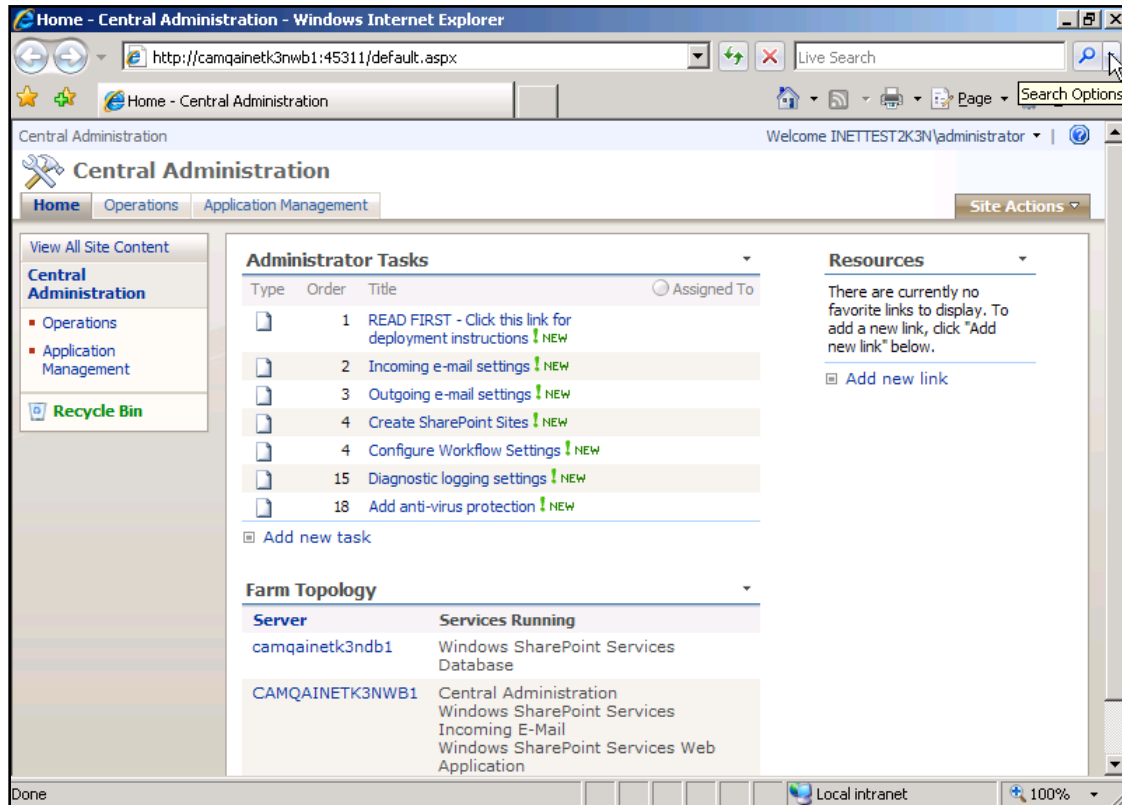 Home - Central Administration - Windows Internet Explorer
http://camqainetk3nwb1:45311/default.aspx
Live Search
Home - Central Administration
Page
Search Options
Central Administration
Welcome INETTEST2K3N\administrator
Central Administration
Home
Operations
Application Management
Site Actions
View All Site Content
Central
Administration
Operations
Application
Management
Recycle Bin
Administrator Tasks
Type Order Title Assigned To
1 READ FIRST - Click this link for
deployment instructions ! NEW
2 Incoming e-mail settings ! NEW
3 Outgoing e-mail settings ! NEW
4 Create SharePoint Sites ! NEW
4 Configure Workflow Settings ! NEW
15 Diagnostic logging settings ! NEW
18 Add anti-virus protection ! NEW
Add new task
Resources
There are currently no
favorite links to display. To
add a new link, click "Add
new link" below.
Add new link
Farm Topology
Server Services Running
camqainetk3ndb1 Windows SharePoint Services
Database
CAMQAINETK3NWB1 Central Administration
Windows SharePoint Services
Incoming E-Mail
Windows SharePoint Services Web
Application
Done
Local intranet
100%